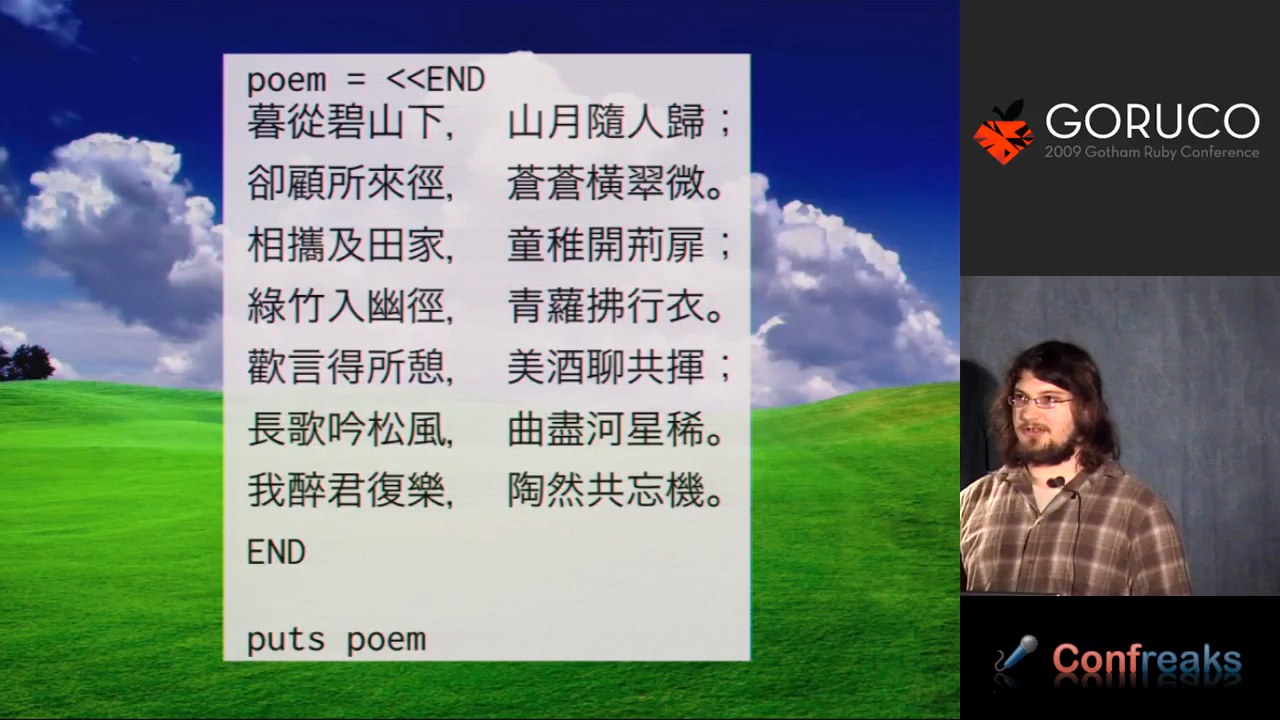 poem = <<END
暮從碧山下,　山月隨人歸；
卻顧所來徑,　蒼蒼橫翠微。
相攜及田家,　童稚開荊扉；
綠竹入幽徑,　青蘿拂行衣。
歡言得所憩,　美酒聊共揮；
長歌吟松風,　曲盡河星稀。
我醉君復樂,　陶然共忘機。
END
puts poem
GORUCO
2009 Gotham Ruby Conference
Confreaks